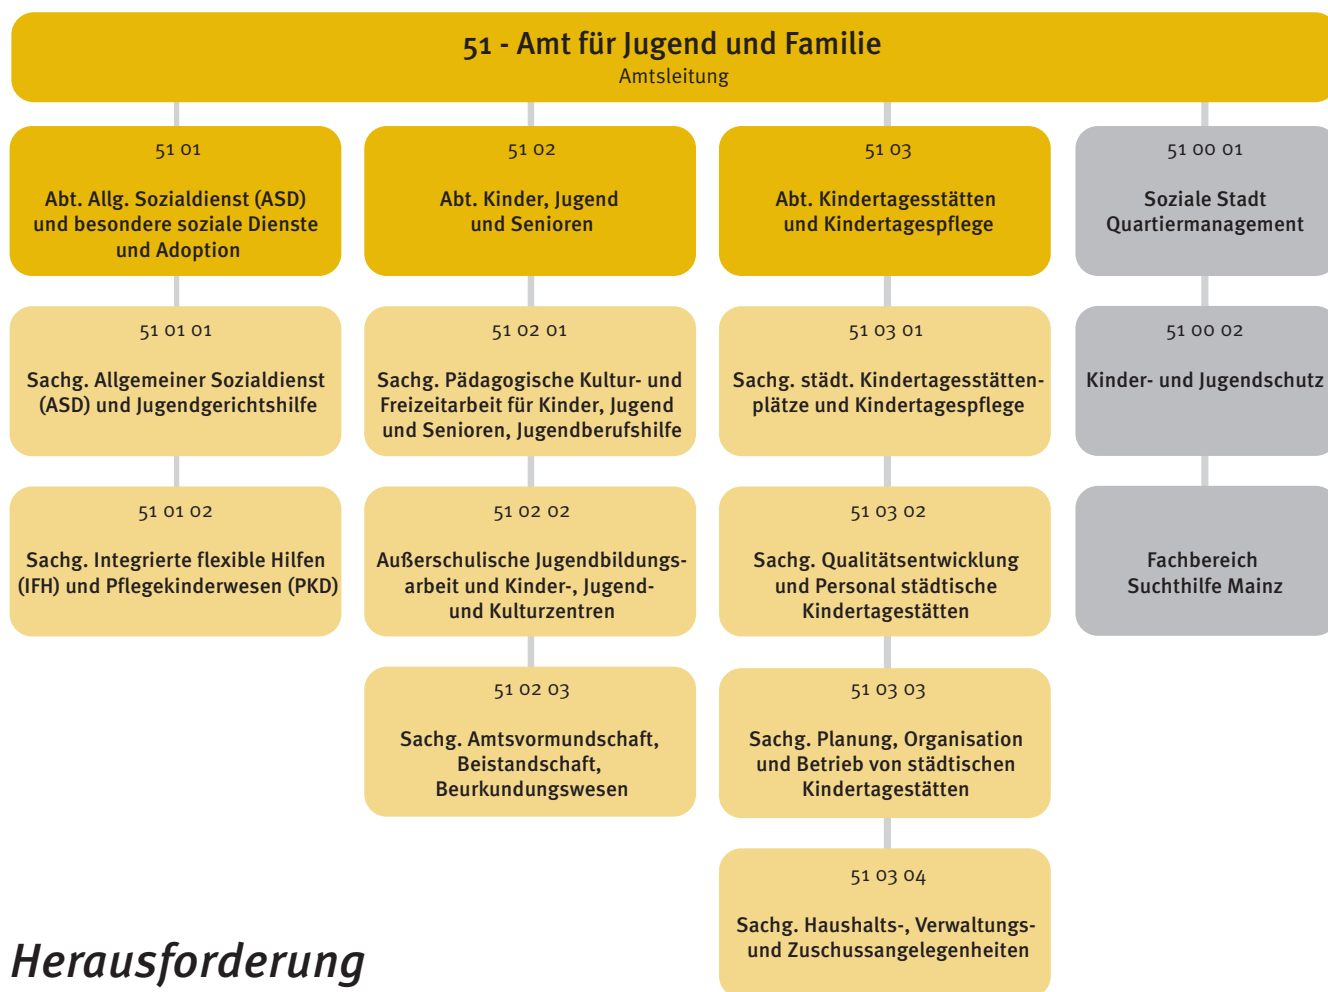 51 - Amt für Jugend und Familie
Amtsleitung
51 01
Abt. Allg. Sozialdienst (ASD)
und besondere soziale Dienste
und Adoption
51 01 01
Sachg. Allgemeiner Sozialdienst
(ASD) und Jugendgerichtshilfe
51 01 02
Sachg. Integrierte flexible Hilfen
(IFH) und Pflegekinderwesen (PKD)
51 02
Abt. Kinder, Jugend
und Senioren
51 02 01
Sachg. Pädagogische Kultur- und
Freizeitarbeit für Kinder, Jugend
und Senioren, Jugendberufshilfe
51 02 02
Außerschulische Jugendbildungs-
arbeit und Kinder-, Jugend-
und Kulturzentren
51 02 03
Sachg. Amtsvormundschaft,
Beistandschaft,
Beurkundungswesen
51 03
Abt. Kindertagesstätten
und Kindertagespflege
51 03 01
Sachg. städt. Kindertagesstätten-
plätze und Kindertagespflege
51 03 02
Sachg. Qualitätsentwicklung
und Personal städtische
Kindertagestätten
51 03 03
Sachg. Planung, Organisation
und Betrieb von städtischen
Kindertagestätten
51 03 04
Sachg. Haushalts-, Verwaltungs-
und Zuschussangelegenheiten
51 00 01
Soziale Stadt
Quartiermanagement
51 00 02
Kinder- und Jugendschutz
Fachbereich
Suchthilfe Mainz
Herausforderung